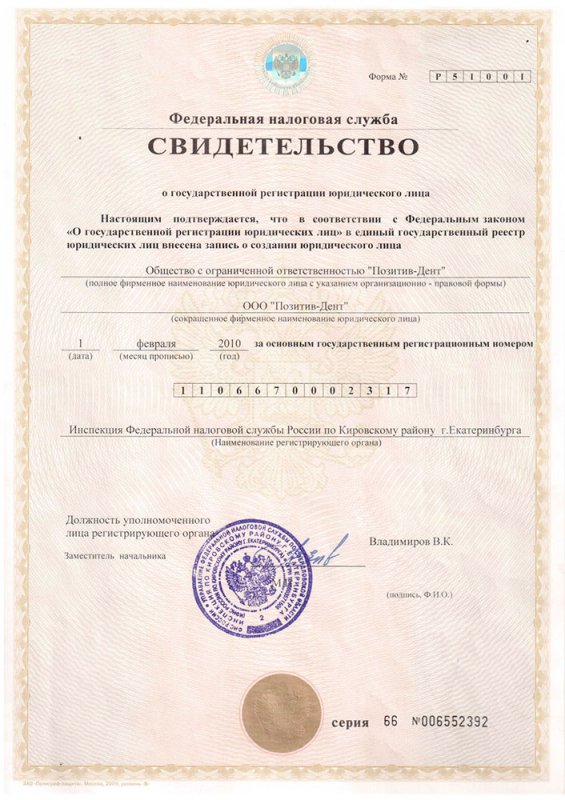 Форма № Р 5 1 0 0 1
Федеральная налоговая служба
СВИДЕТЕЛЬСТВО
о государственной регистрации юридического лица
Настоящим подтверждается, что в соответствии с Федеральным законом
«О государственной регистрации юридических лиц» в единый государственный реестр
юридических лиц внесена запись о создании юридического лица
Общество с ограниченной ответственностью "Позитив-Дент"
(полное фирменное наименование юридического лица с указанием организационно - правовой формы)
ООО "Позитив-Дент"
(сокращенное фирменное наименование юридического лица)
1 февраля 2010 за основным государственным регистрационным номером
(дата) (месяц прописью) (год)
1 1 0 6 6 7 0 0 0 2 3 1 7
Инспекция Федеральной налоговой службы России по Кировскому району г.Екатеринбурга
(Наименование регистрирующего органа)
Должность уполномоченного
лица регистрирующего органа
Владимиров В.К.
Заместитель начальника
(подпись, Ф.И.О.)
серия 66 №006552392